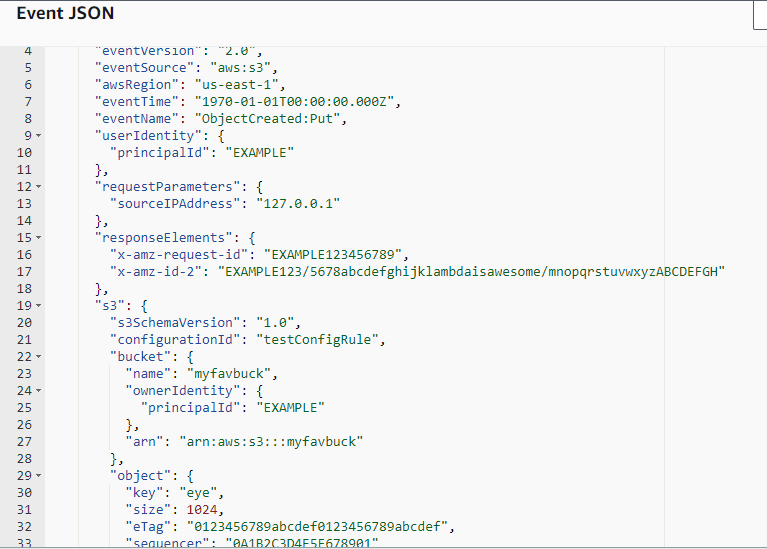 Event JSON
4 "eventVersion": "2.0",
5 "eventSource": "aws:s3",
6 "awsRegion": "us-east-1",
7 "eventTime": "1970-01-01T00:00:00.000Z",
8 "eventName": "ObjectCreated:Put",
9 "userIdentity": {
10 "principalId": "EXAMPLE"
11 },
12 "requestParameters": {
13 "sourceIPAddress": "127.0.0.1"
14 },
15 "responseElements": {
16 "x-amz-request-id": "EXAMPLE123456789",
17 "x-amz-id-2": "EXAMPLE123/5678abcdefghijklambdaisawesome/mnopqrstuvwxyzABCDEFGH"
18 },
19 "s3": {
20 "s3SchemaVersion": "1.0",
21 "configurationId": "testConfigRule",
22 "bucket": {
23 "name": "myfavbuck",
24 "ownerIdentity": {
25 "principalId": "EXAMPLE"
26 },
27 "arn": "arn:aws:s3:::myfavbuck"
28 },
29 "object": {
30 "key": "eye",
31 "size": 1024,
32 "eTag": "0123456789abcdef0123456789abcdef",
33 "sequencer": "0A1B2C3D4E5F678901"